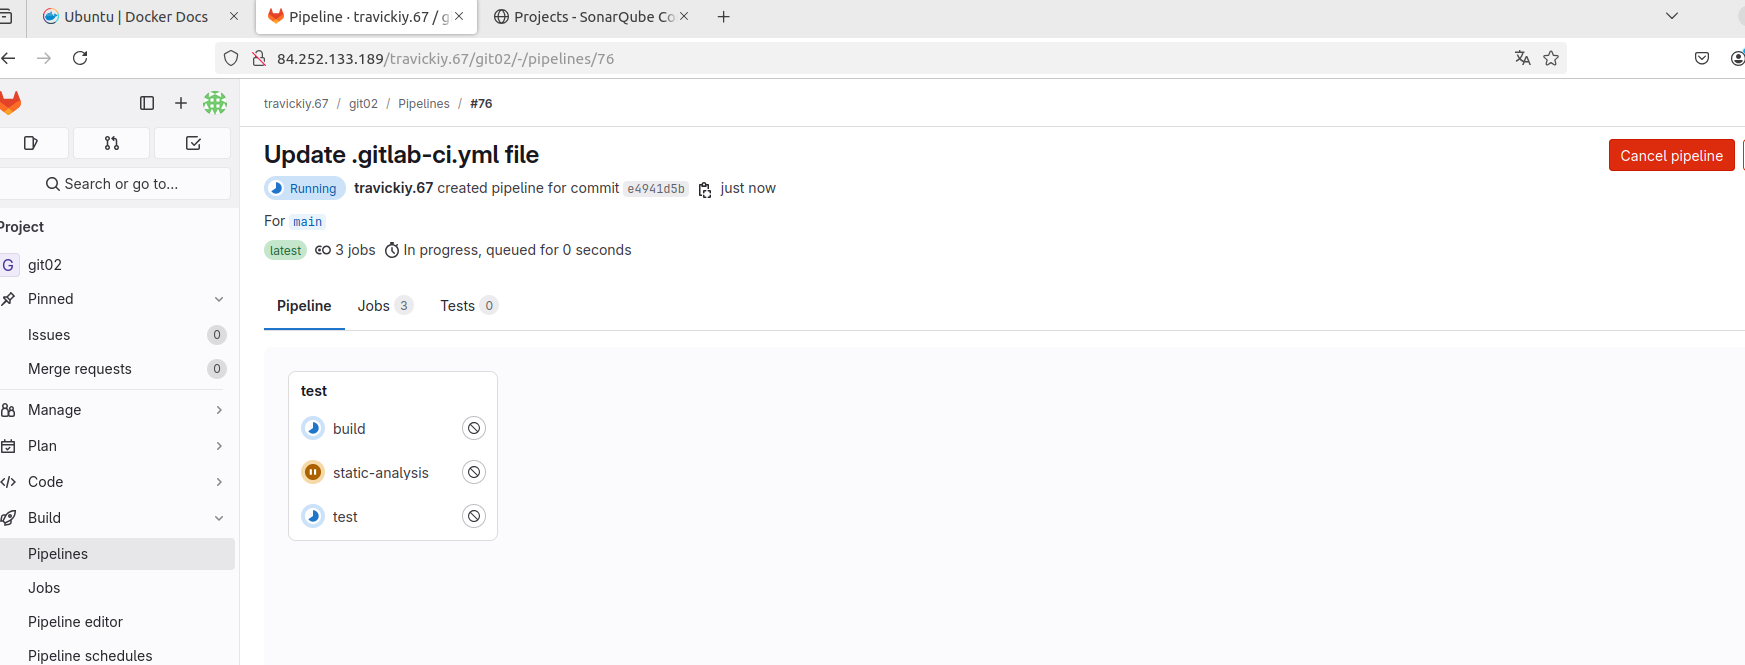 Ubuntu | Docker Docs
Pipeline · travickiy.67 / g
Projects - SonarQube Co
84.252.133.189/travickiy.67/git02/-/pipelines/76
travickiy.67 / git02 / Pipelines / #76
Update .gitlab-ci.yml file
Cancel pipeline
Running travickiy.67 created pipeline for commit e4941d5b just now
For main
latest 3 jobs In progress, queued for 0 seconds
Pipeline Jobs 3 Tests 0
test
build
static-analysis
test
Search or go to...
Project
G git02
Pinned
Issues 0
Merge requests 0
Manage
Plan
Code
Build
Pipelines
Jobs
Pipeline editor
Pipeline schedules